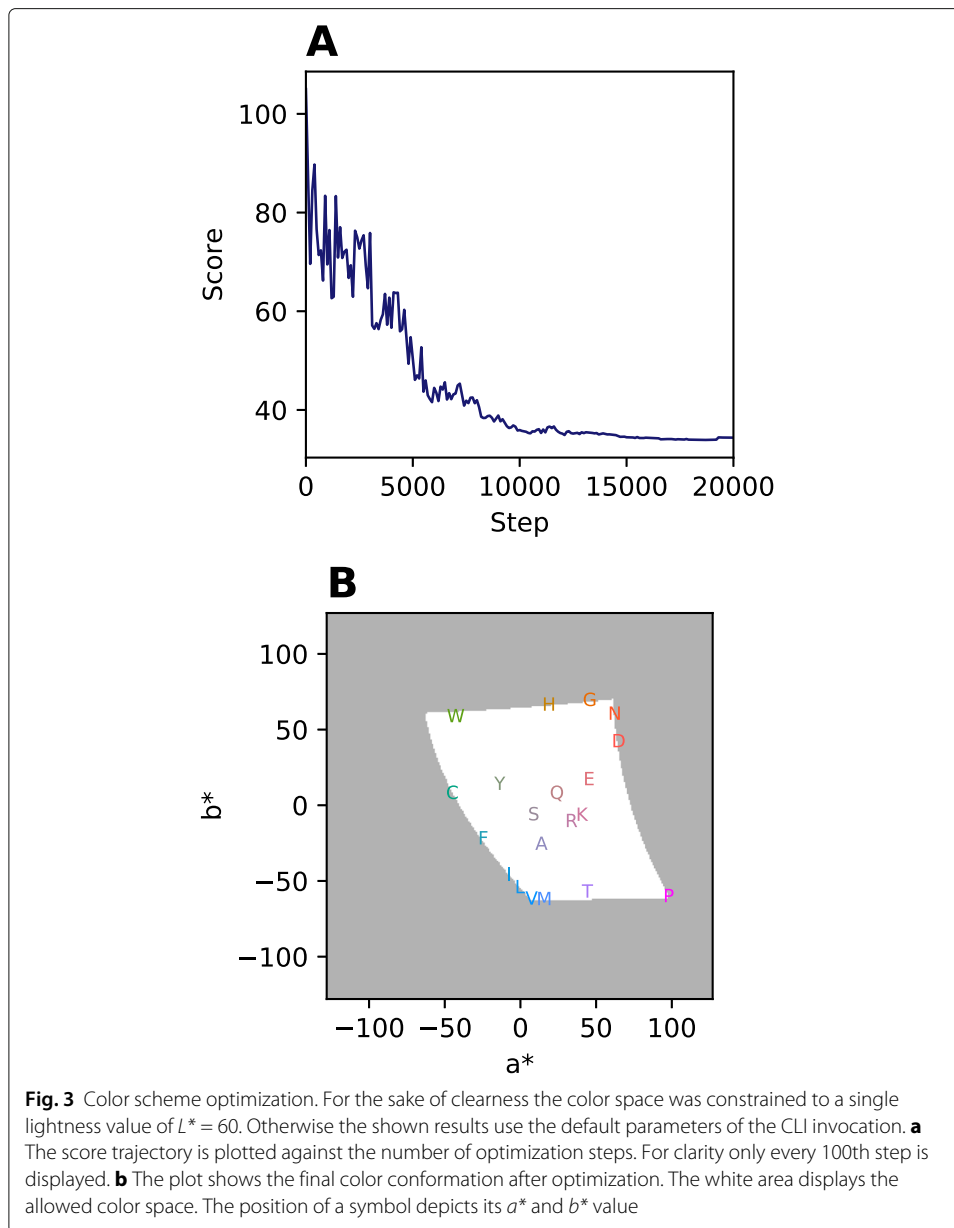 A
100
80
60
40
Score
0 5000 10000 15000 20000
Step
B
100
50
0
−50
−100
b*
W H G N
D
Y E
C Q
S R K
F A
I
L T
V M P
−100 −50 0 50 100
a*
Fig. 3 Color scheme optimization. For the sake of clearness the color space was constrained to a single
lightness value of L* = 60. Otherwise the shown results use the default parameters of the CLI invocation. a
The score trajectory is plotted against the number of optimization steps. For clarity only every 100th step is
displayed. b The plot shows the final color conformation after optimization. The white area displays the
allowed color space. The position of a symbol depicts its a* and b* value